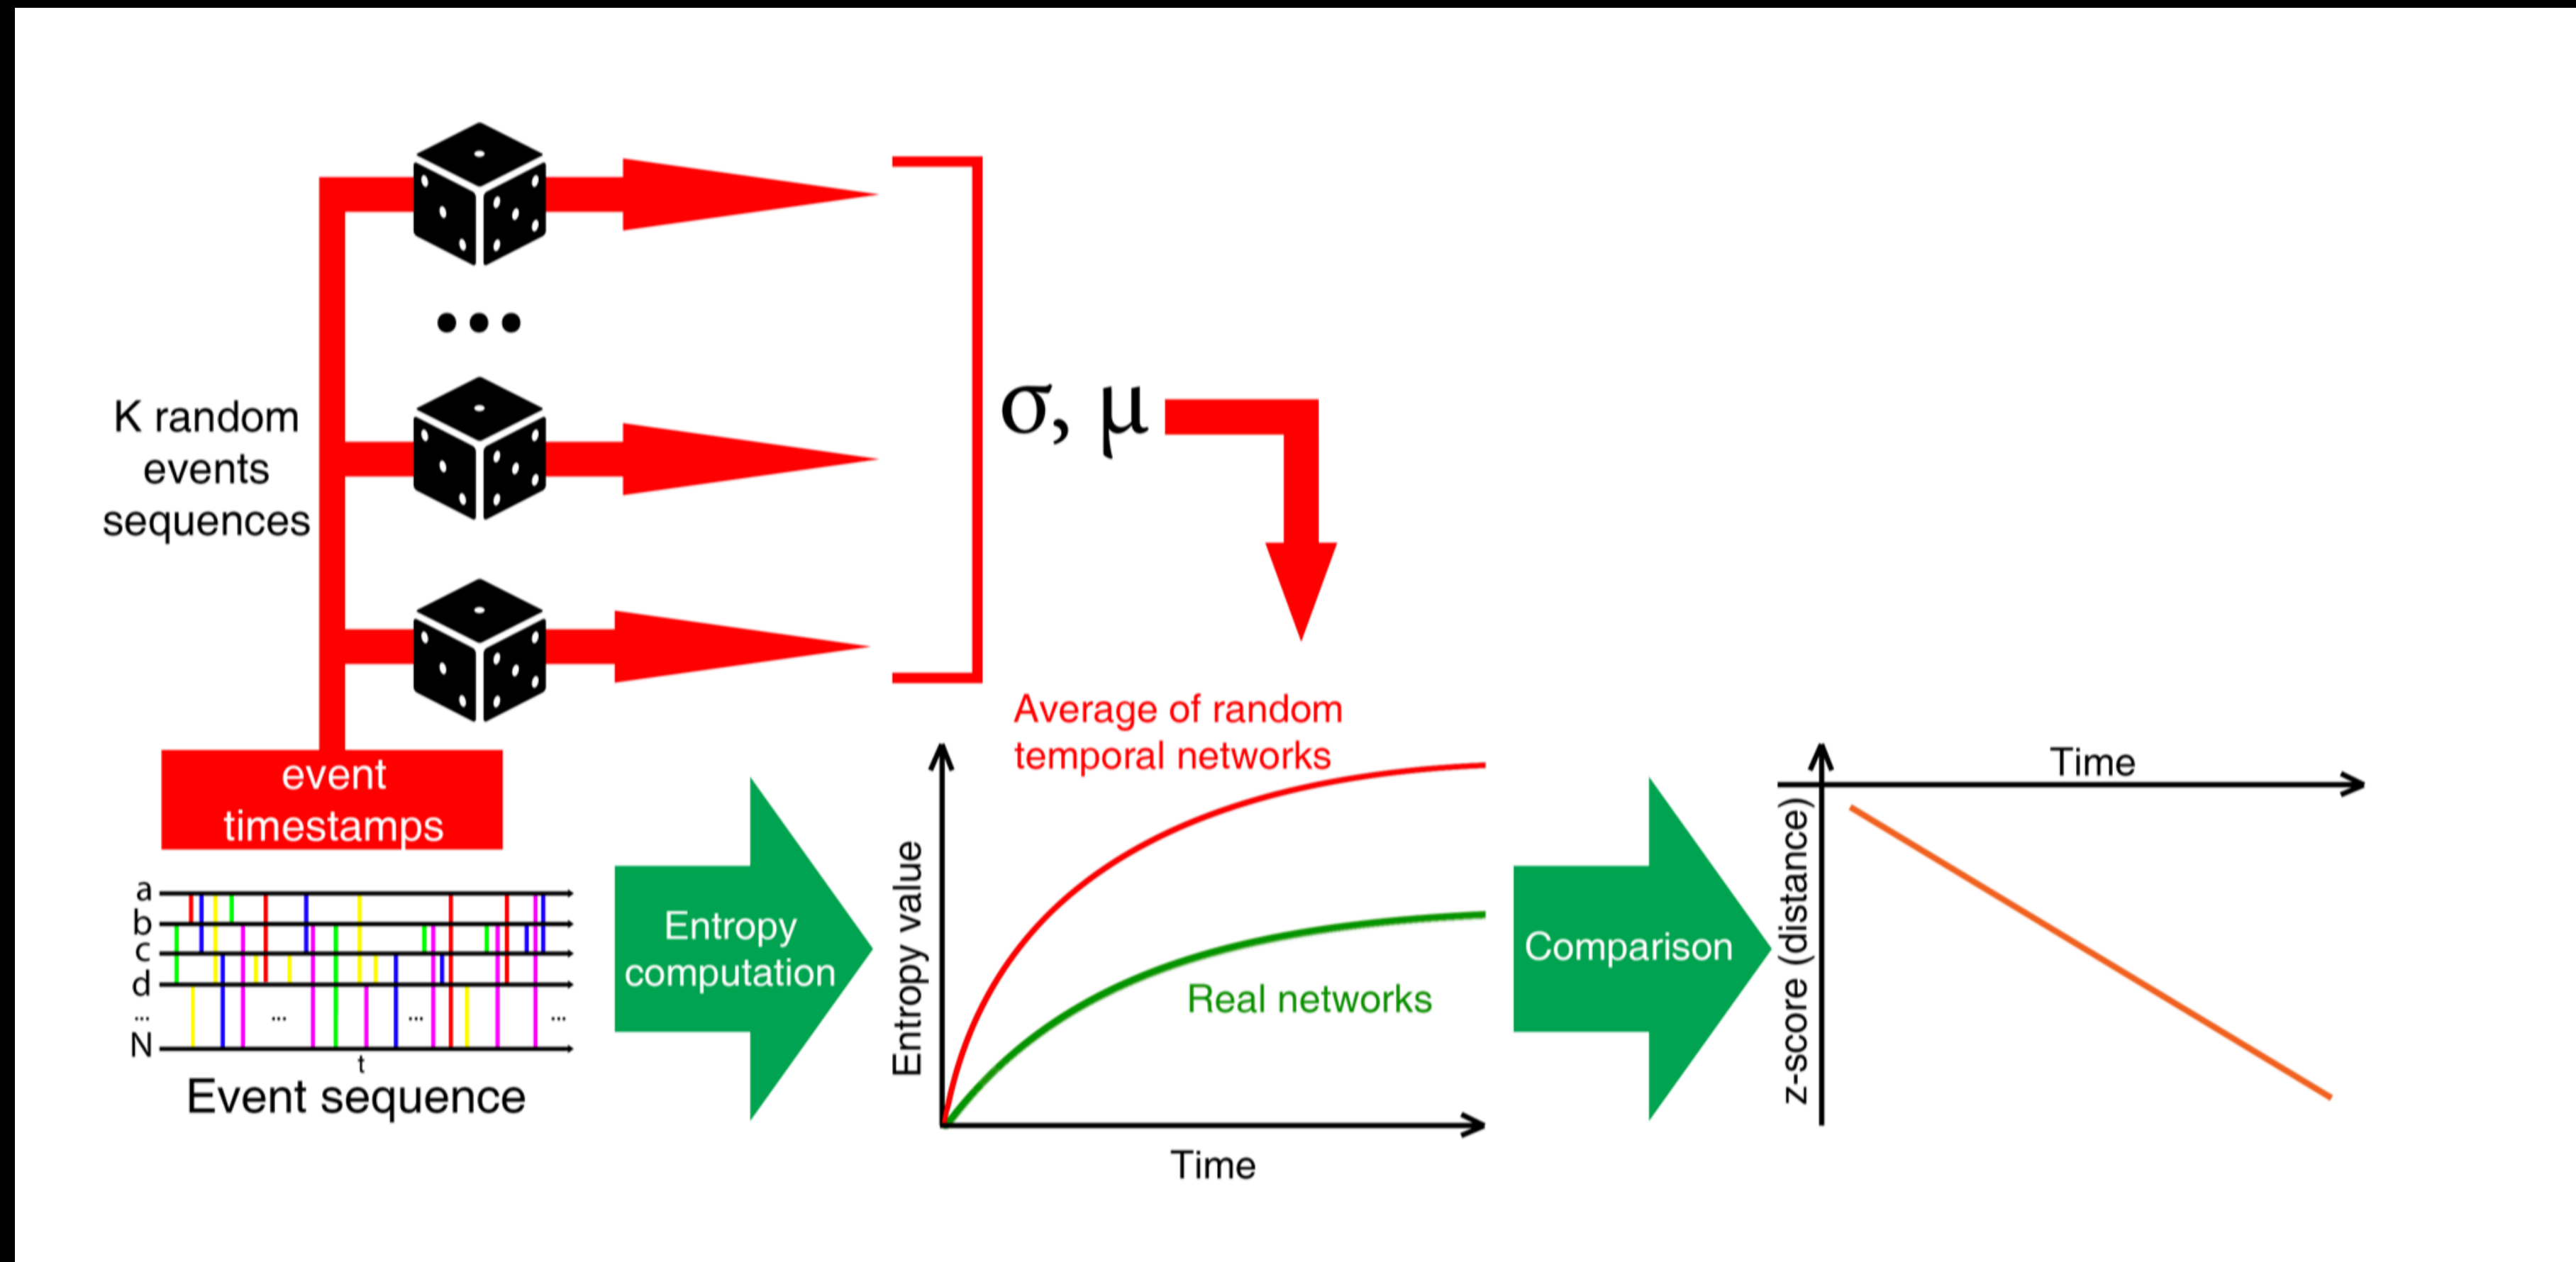 K random
events
sequences
σ, μ
event
timestamps
a
b
c
d
...
N
...
...
...
t
Event sequence
Entropy
computation
Average of random
temporal networks
Entropy value
Real networks
Time
Comparison
Time
z-score (distance)